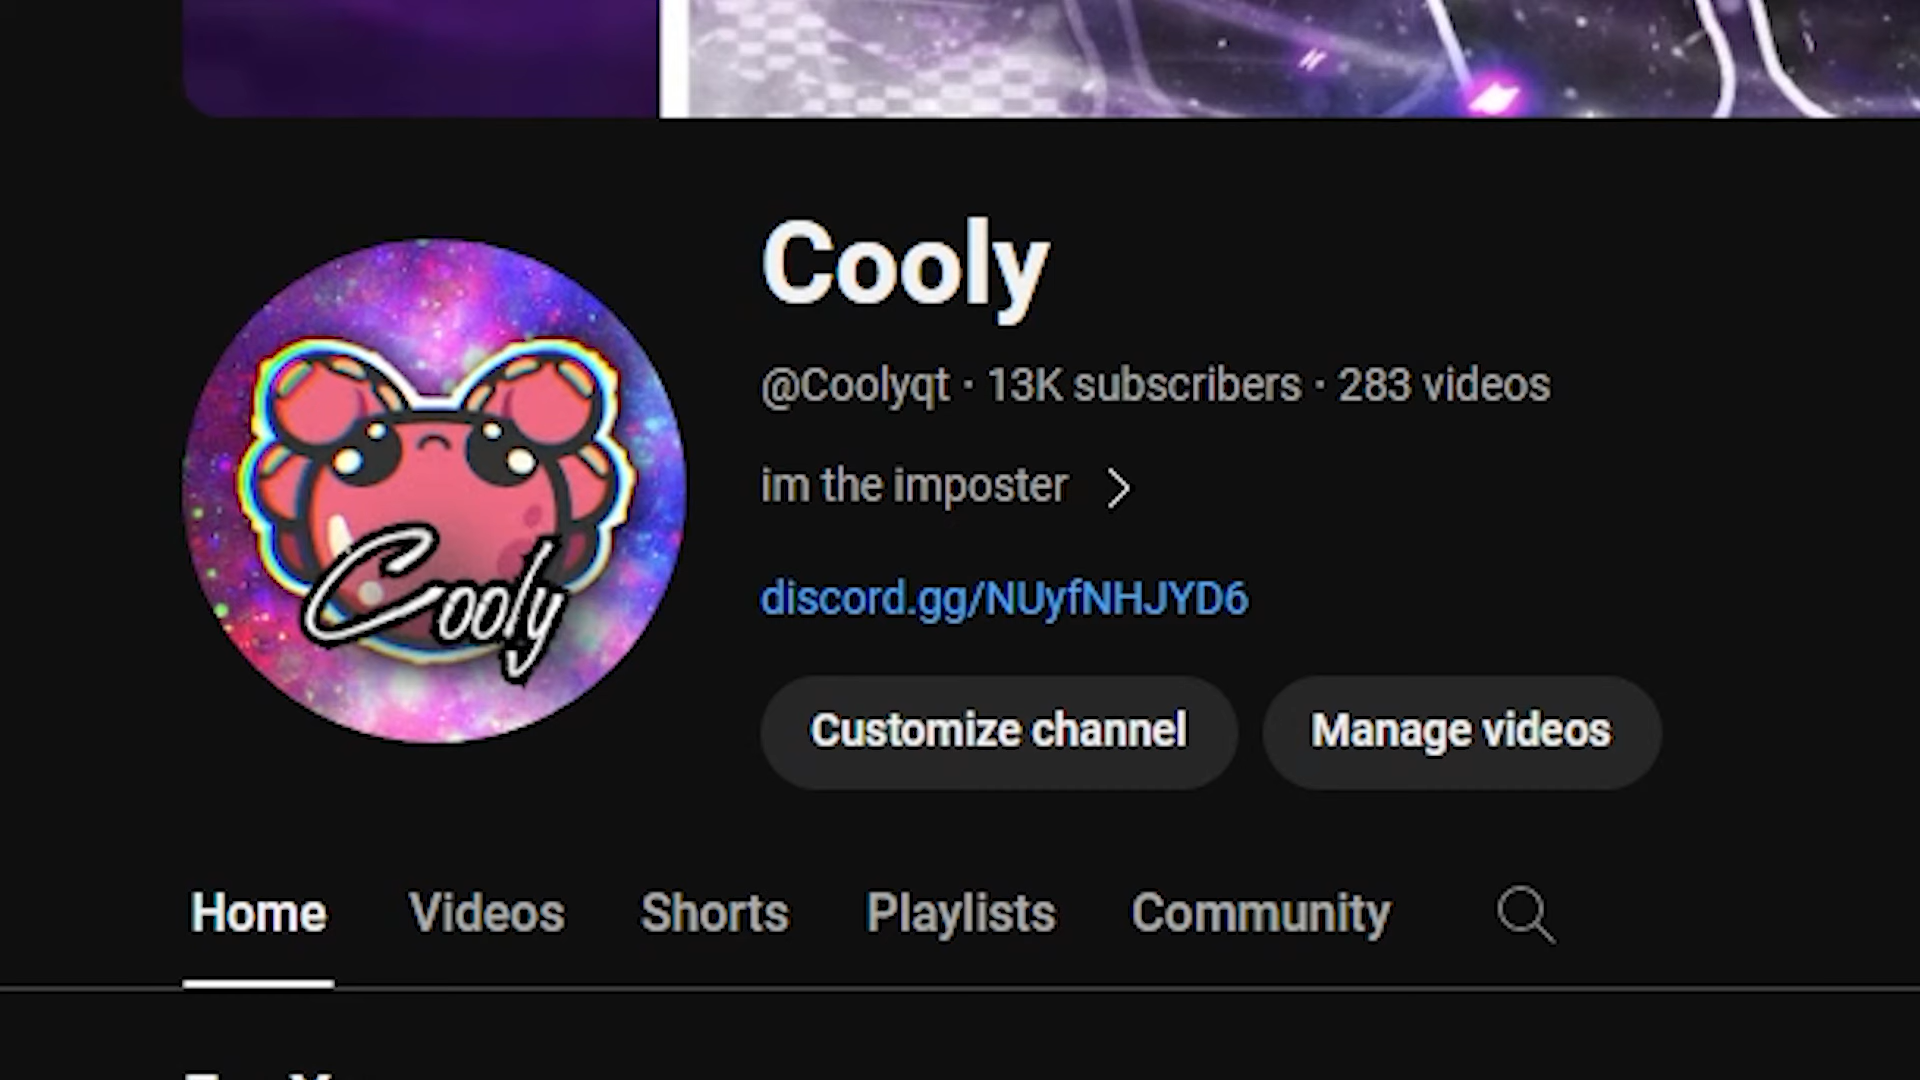 Cooly
@Coolyqt · 13K subscribers · 283 videos
im the imposter
discord.gg/NUyfNHJYD6
Cooly
Customize channel
Manage videos
Home
Videos
Shorts
Playlists
Community